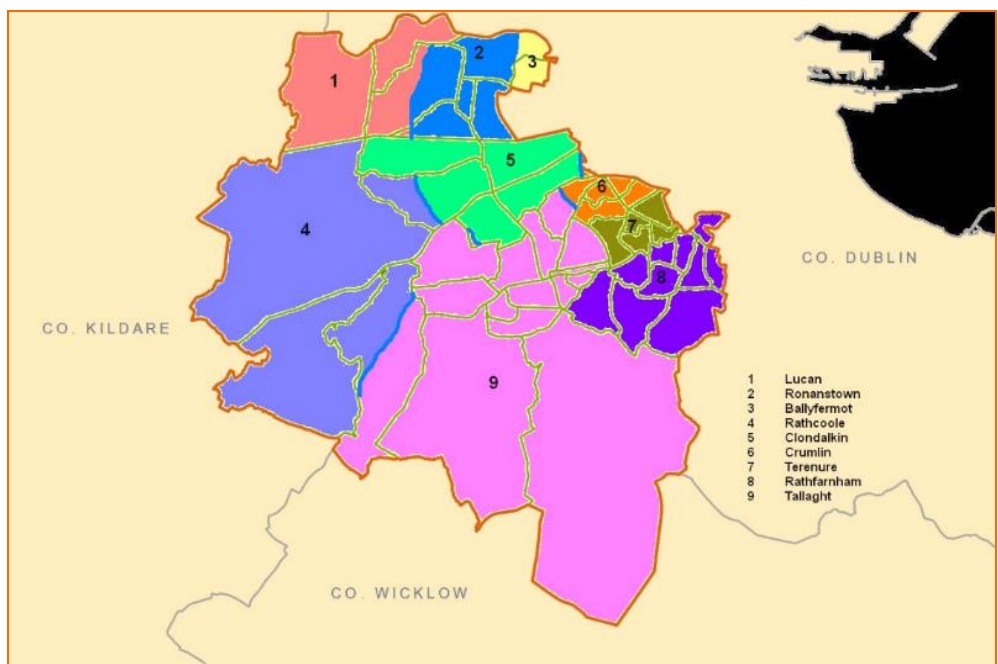 1
2
3
4
5
6
7
8
9
CO. DUBLIN
CO. KILDARE
CO. WICKLOW
1 Lucan
2 Ronanstown
3 Ballyfermot
4 Rathcoole
5 Clondalkin
6 Crumlin
7 Terenure
8 Rathfarnham
9 Tallaght